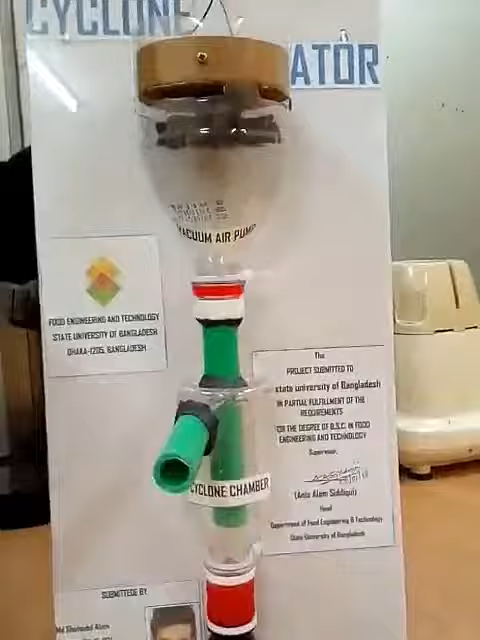 CYCLONE
ATOR
VACUUM AIR PUMP
FOOD ENGINEERING AND TECHNOLOGY
STATE UNIVERSITY OF BANGLADESH
DHAKA-1205, BANGLADESH
The
PROJECT SUBMITTED TO
state university of Bangladesh
IN PARTIAL FULFILLMENT OF THE
REQUIREMENTS
FOR THE DEGREE OF B.S.C. IN FOOD
ENGINEERING AND TECHNOLOGY
Supervisor,
(Anis Alam Siddiqui)
Head
Department of Food Engineering & Technology
State University of Bangladesh
CYCLONE CHAMBER
SUBMITTEDE BY
Alam